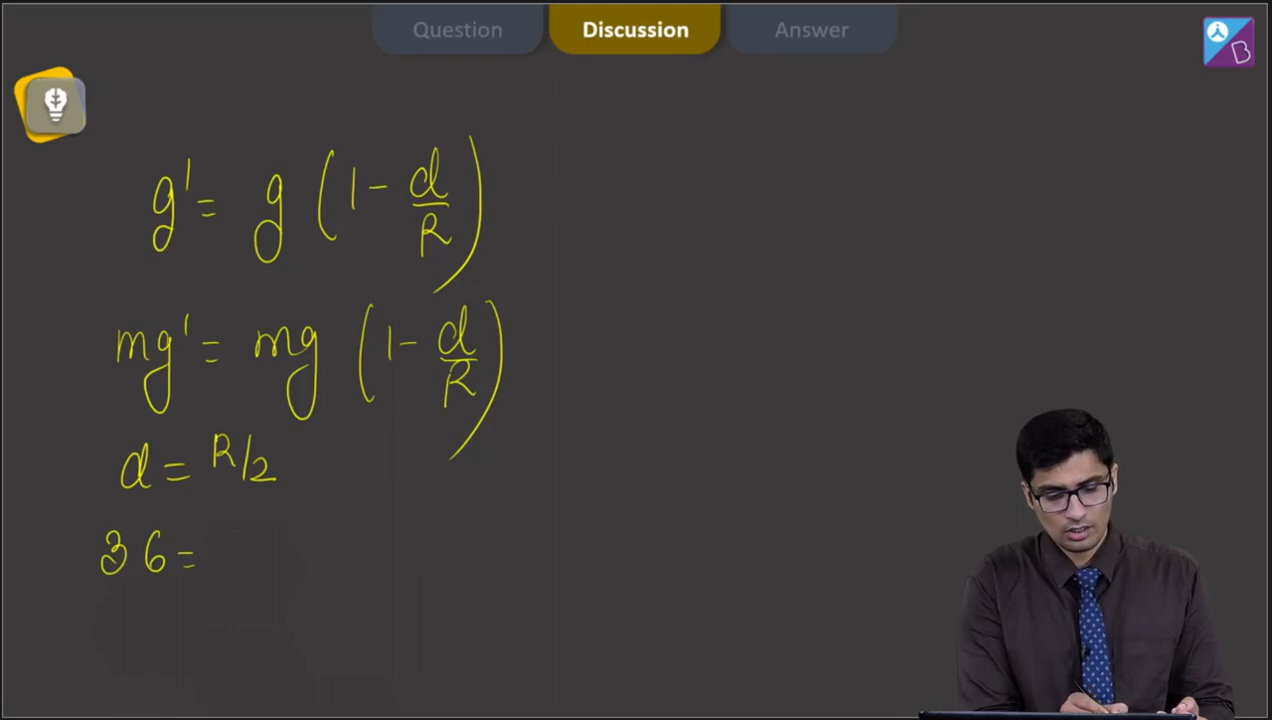 Question Discussion Answer
B
g' = g (1 - d/R)
mg' = mg (1 - d/R)
d = R/2
36 =